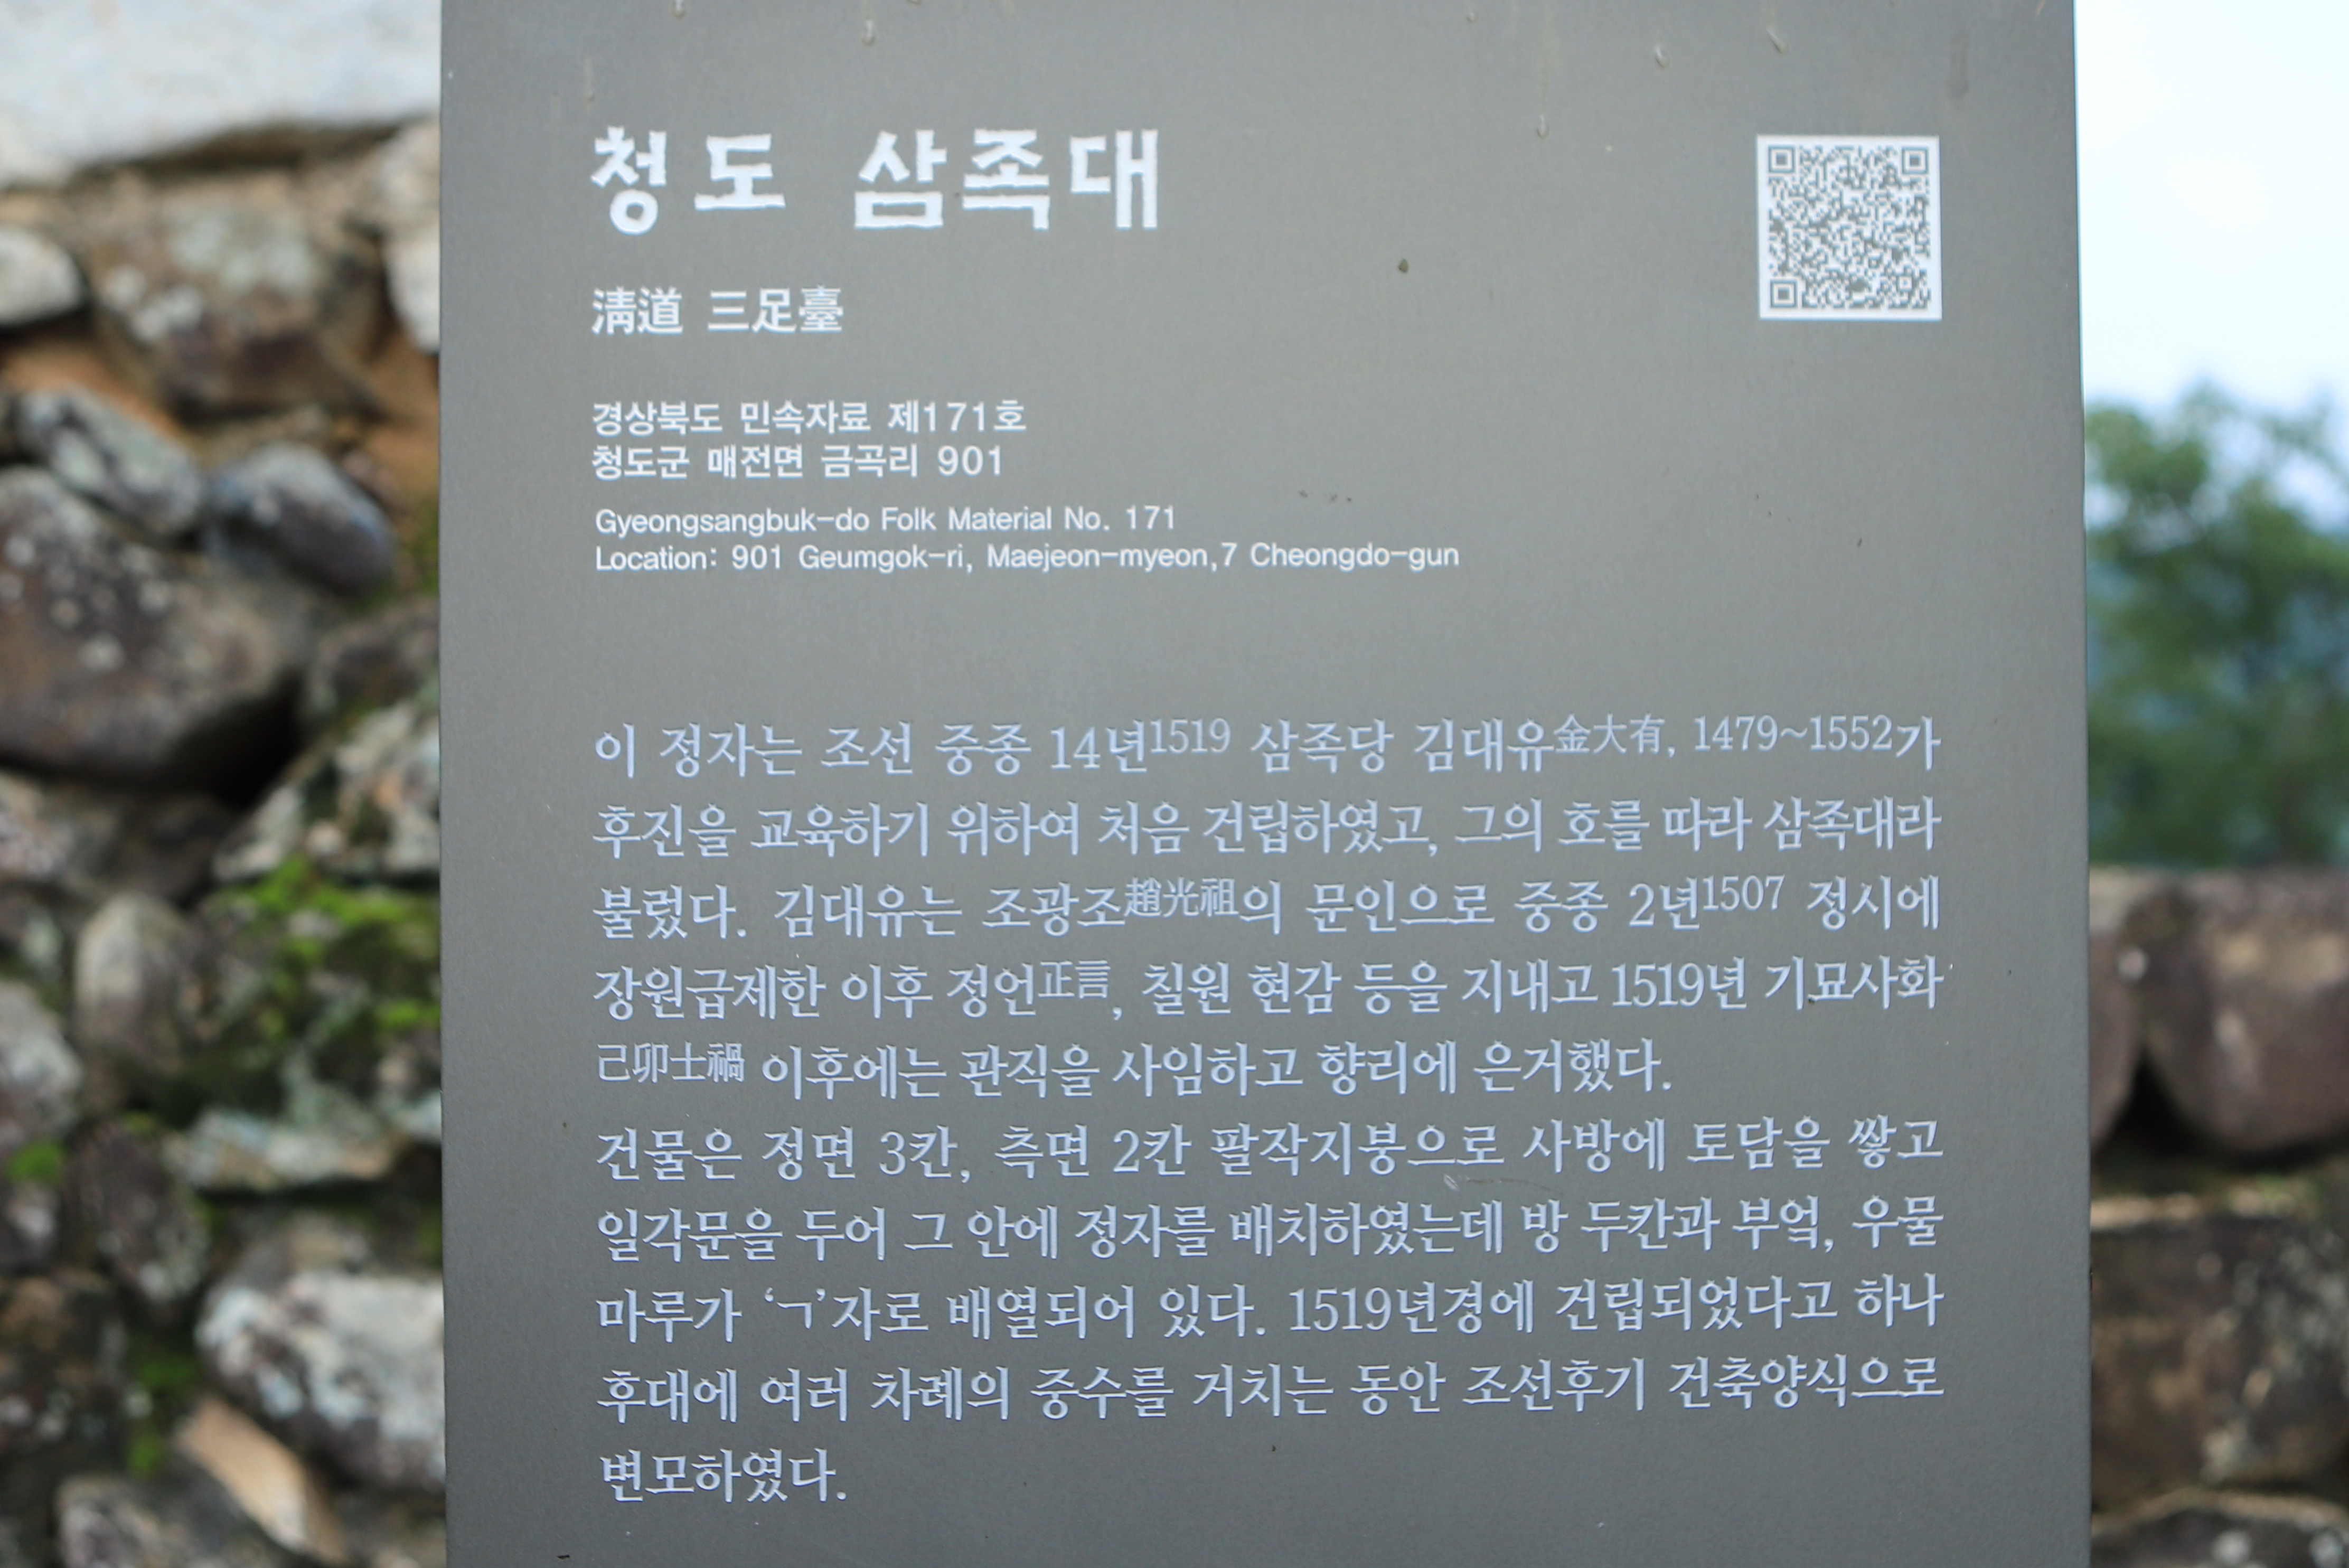 청도 삼족대
淸道 三足臺
경상북도 민속자료 제171호
청도군 매전면 금곡리 901
Gyeongsangbuk-do Folk Material No. 171
Location: 901 Geumgok-ri, Maejeon-myeon,7 Cheongdo-gun
이 정자는 조선 중종 14년1519 삼족당 김대유金大有, 1479~1552가
후진을 교육하기 위하여 처음 건립하였고, 그의 호를 따라 삼족대라
불렀다. 김대유는 조광조趙光祖의 문인으로 중종 2년1507 정시에
장원급제한 이후 정언正言, 칠원 현감 등을 지내고 1519년 기묘사화
己卯士禍 이후에는 관직을 사임하고 향리에 은거했다.
건물은 정면 3칸, 측면 2칸 팔작지붕으로 사방에 토담을 쌓고
일각문을 두어 그 안에 정자를 배치하였는데 방 두칸과 부엌, 우물
마루가 ‘ㄱ’자로 배열되어 있다. 1519년경에 건립되었다고 하나
후대에 여러 차례의 중수를 거치는 동안 조선후기 건축양식으로
변모하였다.